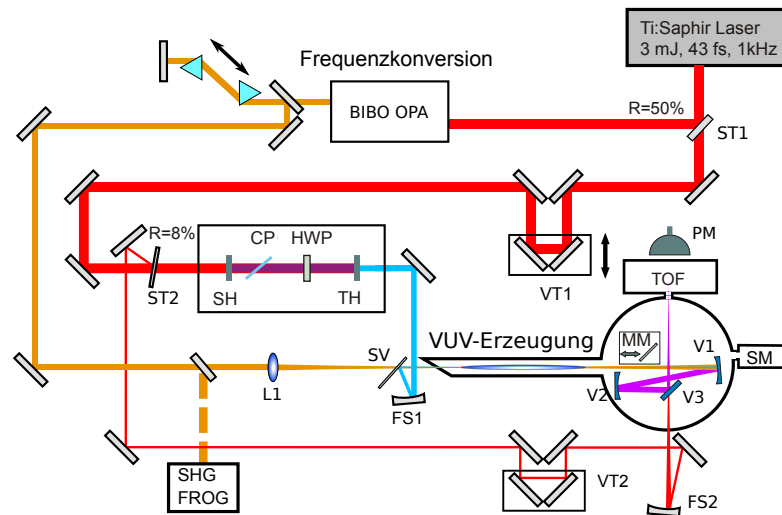 Ti:Saphir Laser
3 mJ, 43 fs, 1kHz
Frequenzkonversion
BIBO OPA
R=50%
ST1
R=8%
CP
HWP
PM
TOF
ST2
SH
TH
VT1
VUV-Erzeugung
MM
V1
SM
SV
L1
V2
V3
FS1
SHG
FROG
VT2
FS2